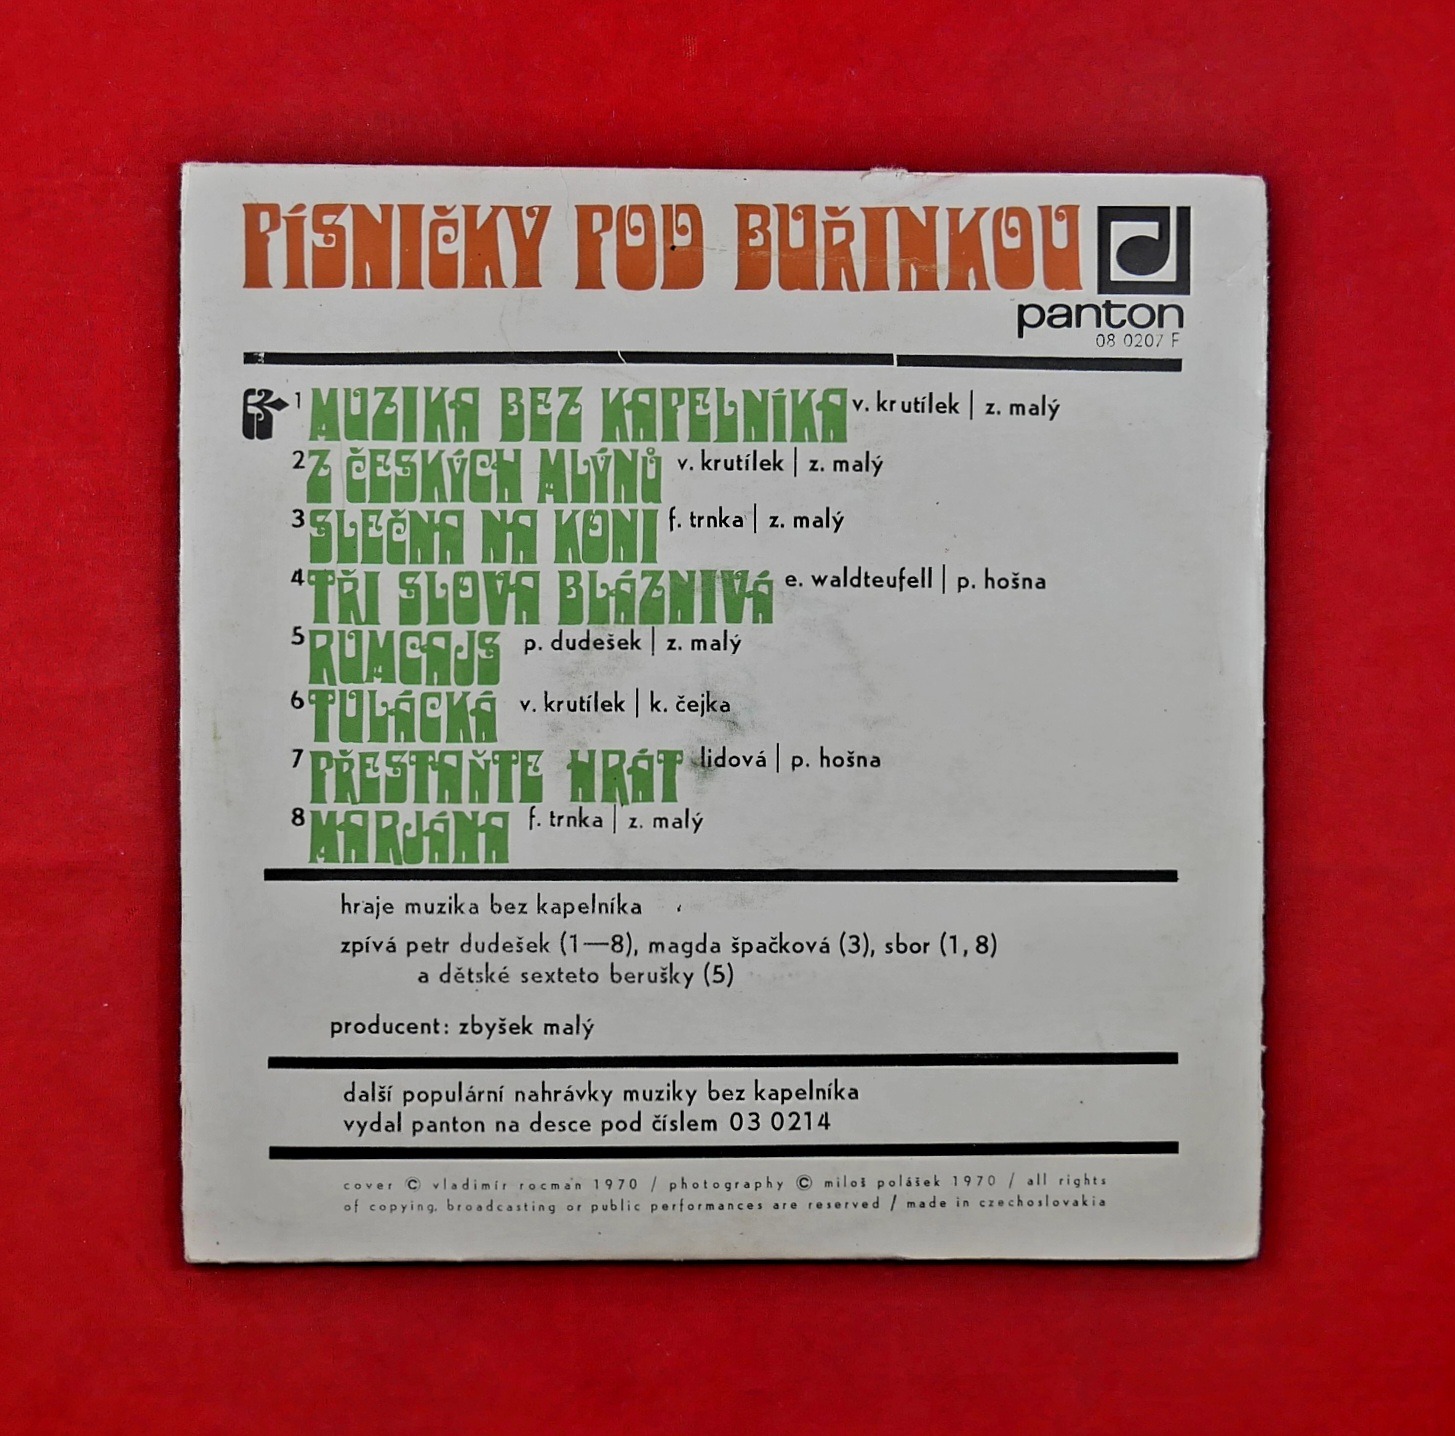 PÍSNIČKY POD BUŘINKOU
panton
08 0207 F
1 MUZIKA BEZ KAPELNÍKA v. krutílek | z. malý
2 Z ČESKÝCH MLÝNŮ v. krutílek | z. malý
3 SLEČNA NA KONI f. trnka | z. malý
4 TŘI SLOVA BLÁZNIVÁ e. waldteufell | p. hošna
5 RUMCAJS p. dudešek | z. malý
6 TULÁCKÁ v. krutílek | k. čejka
7 PŘESTAŇTE HRÁT lidová | p. hošna
8 MARJÁNA f. trnka | z. malý
hraje muzika bez kapelníka
zpívá petr dudešek (1—8), magda špačková (3), sbor (1, 8)
a dětské sexteto berušky (5)
producent: zbyšek malý
další populární nahrávky muziky bez kapelníka
vydal panton na desce pod číslem 03 0214
cover © vladimír rocman 1970 / photography © miloš polášek 1970 / all rights
of copying, broadcasting or public performances are reserved / made in czechoslovakia